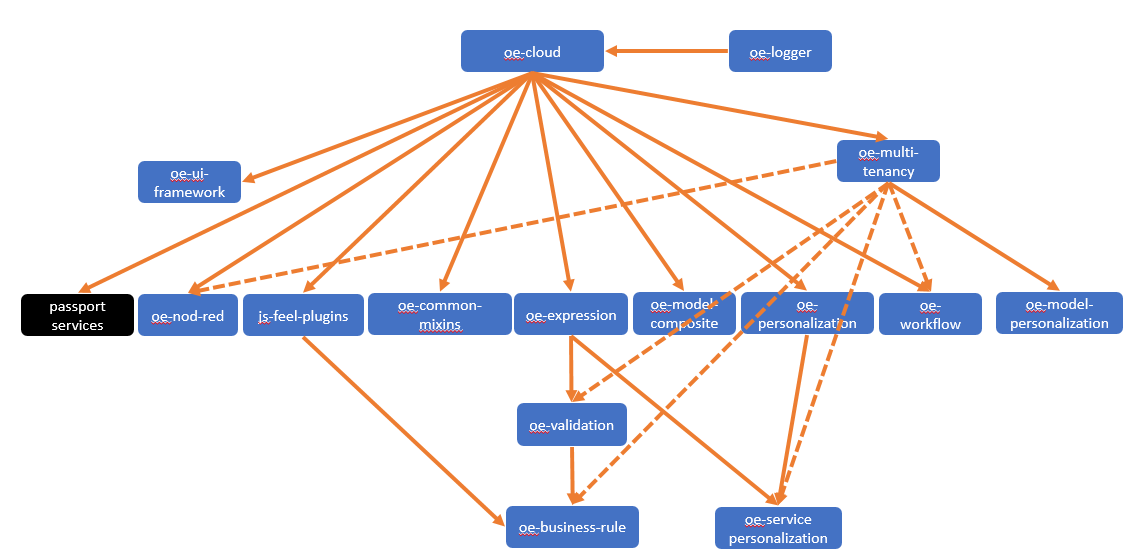 oe-cloud
oe-logger
oe-multi-
tenancy
oe-ui-
framework
passport
services
oe-nod-red
js-feel-plugins
oe-common-
mixins
oe-expression
oe-model-
composite
oe-
personalization
oe-
workflow
oe-model-
personalization
oe-validation
oe-business-rule
oe-service
personalization